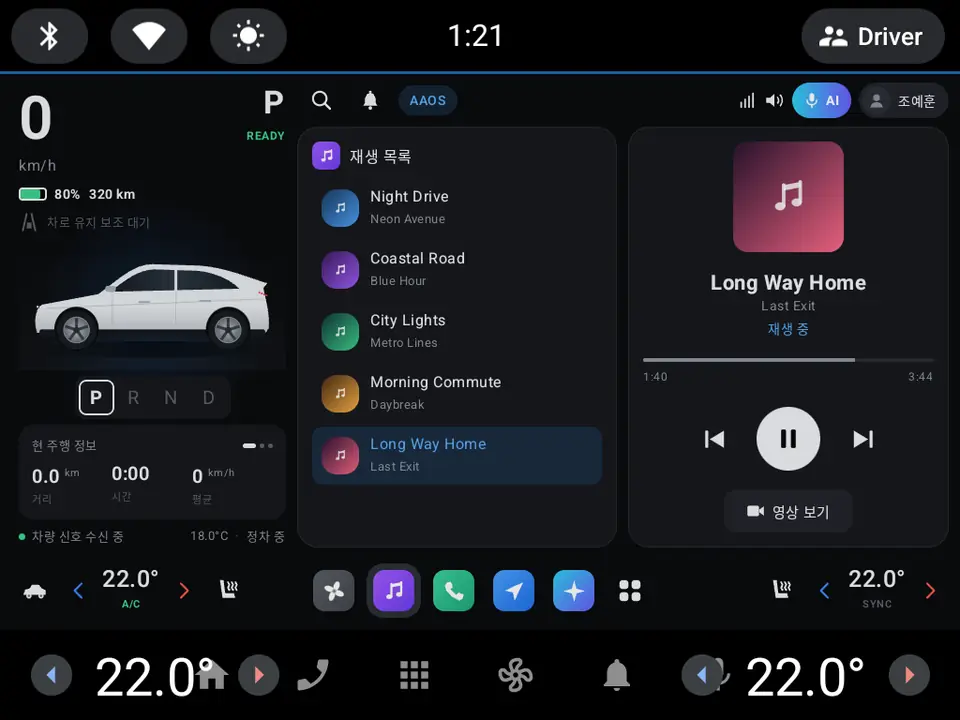 1:21
Driver
0
P
READY
km/h
80% 320 km
차로 유지 보조 대기
P R N D
현 주행 정보
0.0 km
거리
0:00
시간
0 km/h
평균
차량 신호 수신 중
18.0°C · 정차 중
AAOS
AI
조예훈
재생 목록
Night Drive
Neon Avenue
Coastal Road
Blue Hour
City Lights
Metro Lines
Morning Commute
Daybreak
Long Way Home
Last Exit
Long Way Home
Last Exit
재생 중
1:40
3:44
영상 보기
22.0°
A/C
22.0°
SYNC
22.0°
22.0°